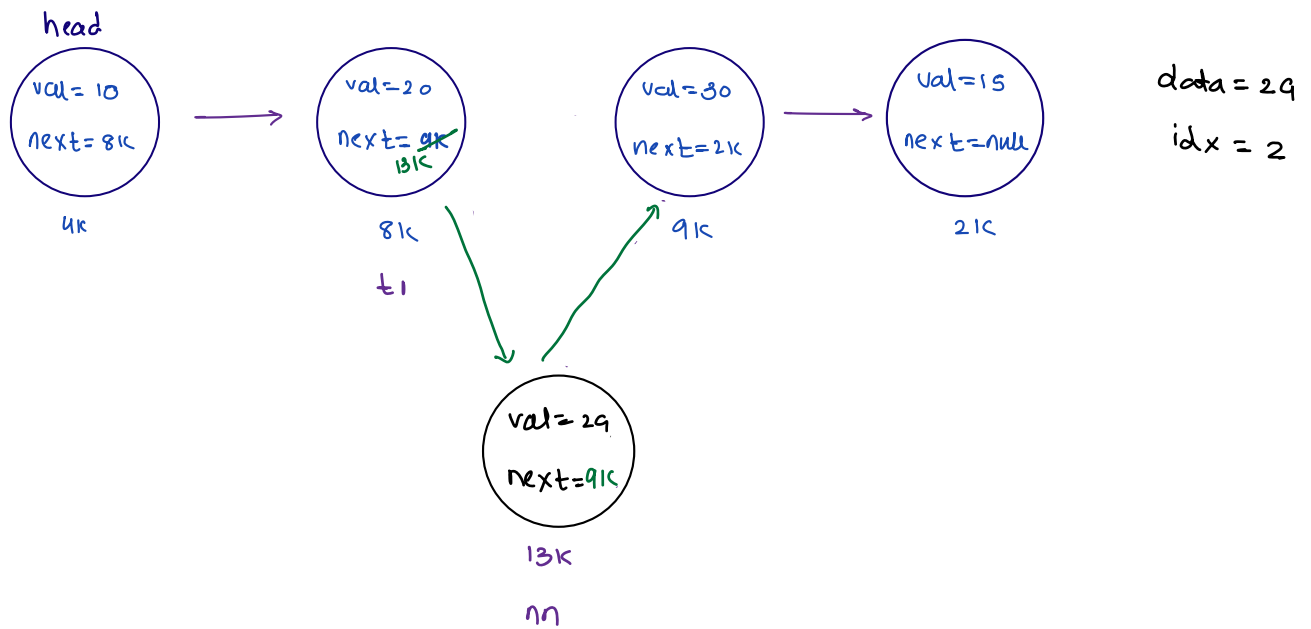 head
val= 10
next= 8K
4K
val=20
next= 9K
13K
8K
t1
val=30
next= 2K
9K
val=15
next=null
2K
data = 29
idx = 2
val= 29
next=9K
13K
nn